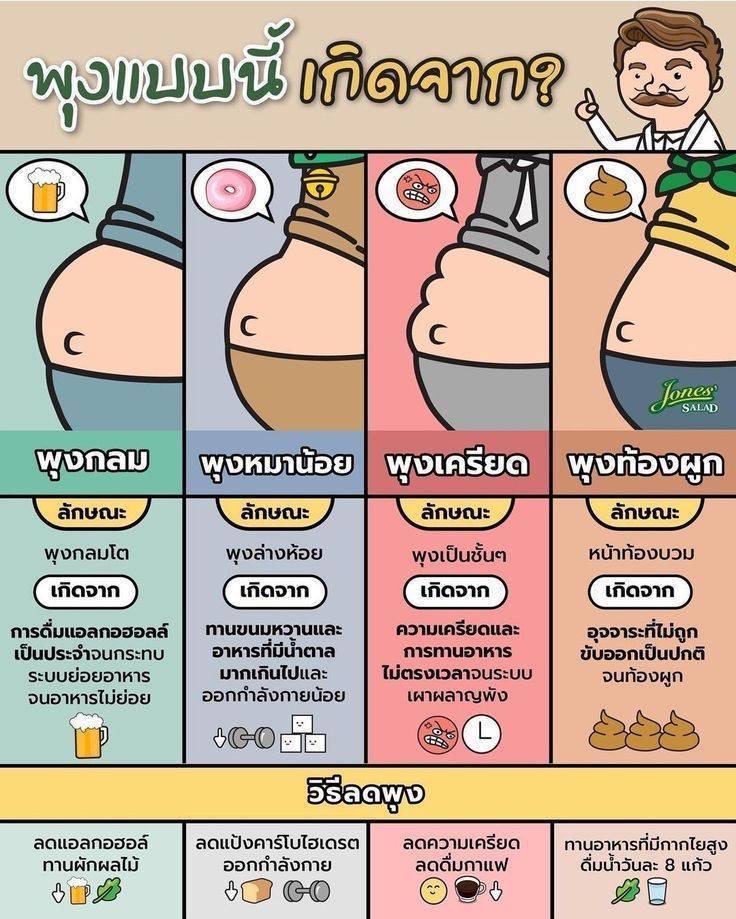 พุงแบบนี้ เกิดจาก?
Jones'
SALAD
พุงกลม
พุงหมาน้อย
พุงเครียด
พุงท้องผูก
ลักษณะ
พุงกลมโต
เกิดจาก
การดื่มแอลกอฮอลล์
เป็นประจำจนกระทบ
ระบบย่อยอาหาร
จนอาหารไม่ย่อย
ลักษณะ
พุงล่างห้อย
เกิดจาก
ทานขนมหวานและ
อาหารที่มีน้ำตาล
มากเกินไปและ
ออกกำลังกายน้อย
ลักษณะ
พุงเป็นชั้นๆ
เกิดจาก
ความเครียดและ
การทานอาหาร
ไม่ตรงเวลาจนระบบ
เผาผลาญพัง
ลักษณะ
หน้าท้องบวม
เกิดจาก
อุจจาระที่ไม่ถูก
ขับออกเป็นปกติ
จนท้องผูก
วิธีลดพุง
ลดแอลกอฮอล์
ทานผักผลไม้
ลดแป้งคาร์โบไฮเดรต
ออกกำลังกาย
ลดความเครียด
ลดดื่มกาแฟ
ทานอาหารที่มีกากไยสูง
ดื่มน้ำวันละ 8 แก้ว